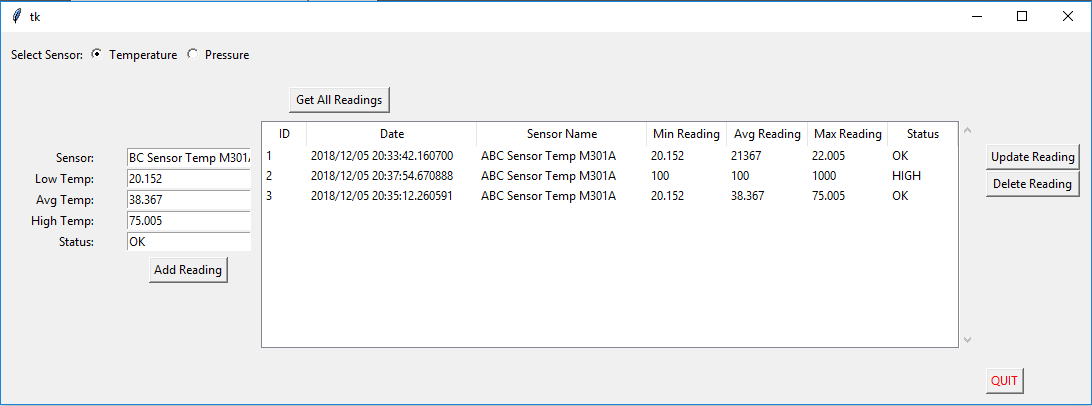 tk
Select Sensor: Temperature Pressure
Get All Readings
ID Date Sensor Name Min Reading Avg Reading Max Reading Status
1 2018/12/05 20:33:42.160700 ABC Sensor Temp M301A 20.152 21367 22.005 OK
2 2018/12/05 20:37:54.670888 ABC Sensor Temp M301A 100 100 1000 HIGH
3 2018/12/05 20:35:12.260591 ABC Sensor Temp M301A 20.152 38.367 75.005 OK
Sensor: BC Sensor Temp M301A
Low Temp: 20.152
Avg Temp: 38.367
High Temp: 75.005
Status: OK
Add Reading
Update Reading
Delete Reading
QUIT